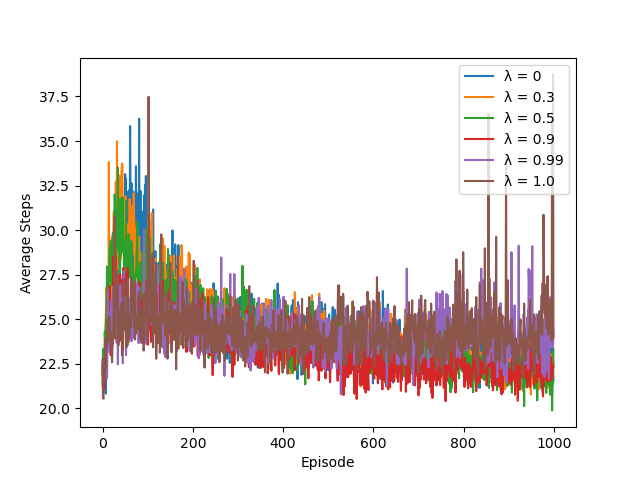 37.5
35.0
32.5
30.0
27.5
25.0
22.5
20.0
Average Steps
λ = 0
λ = 0.3
λ = 0.5
λ = 0.9
λ = 0.99
λ = 1.0
0 200 400 600 800 1000
Episode